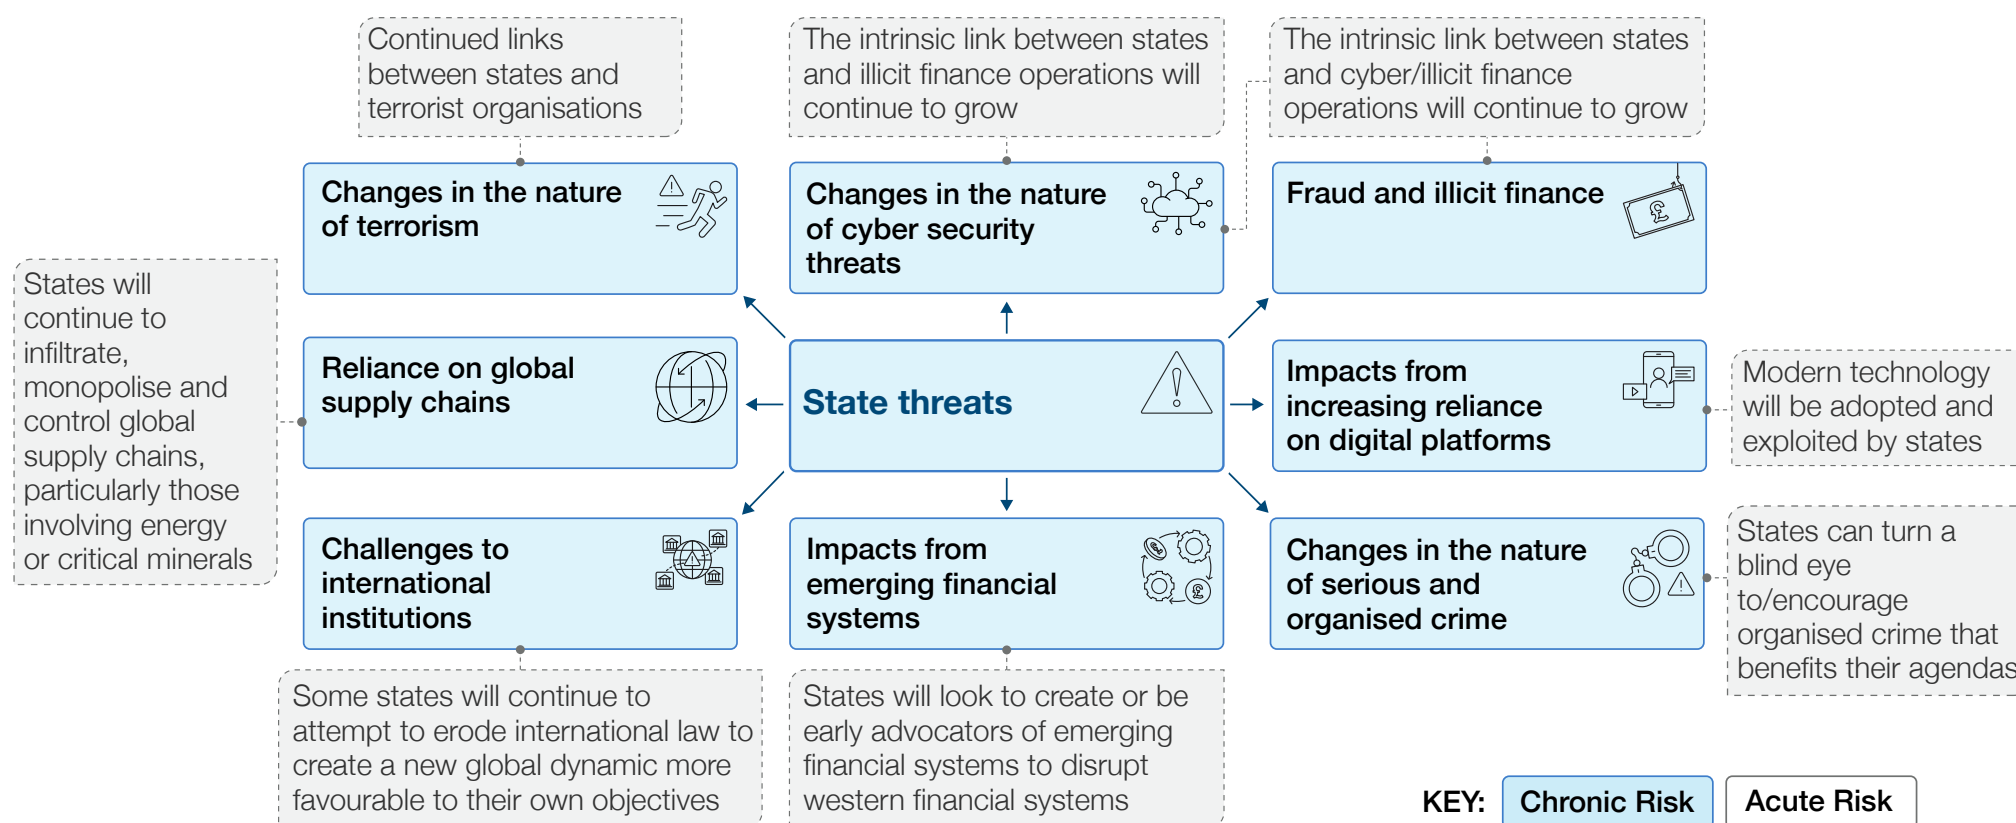 Continued links
between states and
terrorist organisations
The intrinsic link between states
and illicit finance operations will
continue to grow
The intrinsic link between states
and cyber/illicit finance
operations will continue to grow
Changes in the nature
of terrorism
Changes in the nature
of cyber security
threats
Fraud and illicit finance
£
States will
continue to
infiltrate,
monopolise and
control global
supply chains,
particularly those
involving energy
or critical minerals
Reliance on global
supply chains
State threats
Impacts from
increasing reliance
on digital platforms
Modern technology
will be adopted and
exploited by states
Challenges to
international
institutions
Impacts from
emerging financial
systems
£
Changes in the nature
of serious and
organised crime
States can turn a
blind eye
to/encourage
organised crime that
benefits their agendas
Some states will continue to
attempt to erode international law to
create a new global dynamic more
favourable to their own objectives
States will look to create or be
early advocators of emerging
financial systems to disrupt
western financial systems
KEY: Chronic Risk Acute Risk